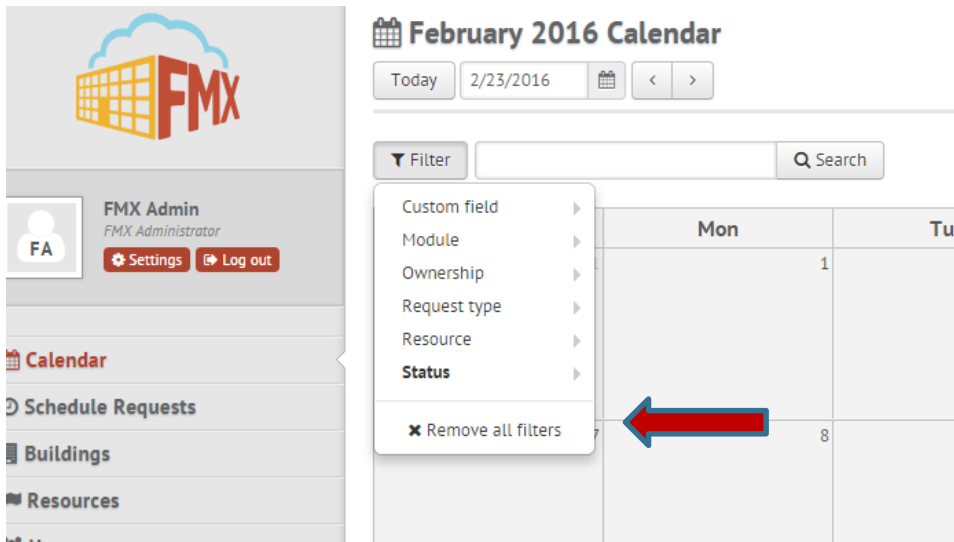 FMX
FMX Admin
FMX Administrator
FA
Settings Log out
Calendar
Schedule Requests
Buildings
Resources
February 2016 Calendar
Today 2/23/2016 < >
Filter Search
Custom field
Module
Ownership
Request type
Resource
Status
Remove all filters
Mon Tu
1
7 8